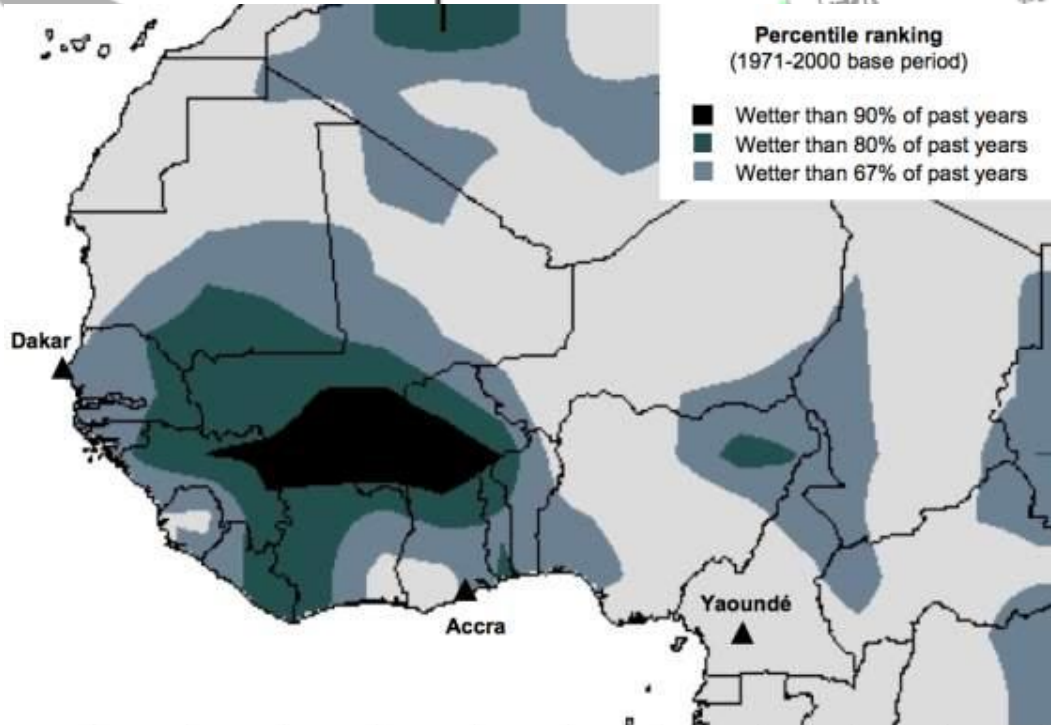 Percentile ranking
(1971-2000 base period)
Wetter than 90% of past years
Wetter than 80% of past years
Wetter than 67% of past years
Dakar
Yaoundé
Accra